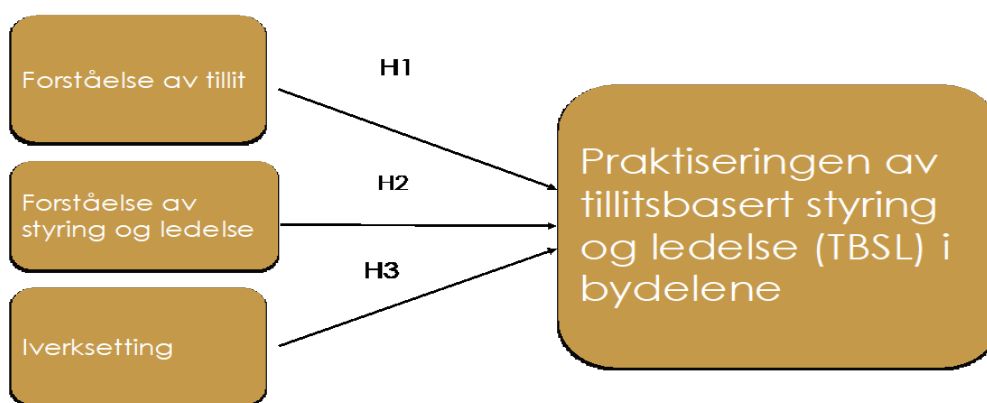 Forståelse av tillit
H1
Forståelse av
styring og ledelse
H2
Iverksetting
H3
Praktiseringen av
tillitsbasert styring
og ledelse (TBSL) i
bydelene